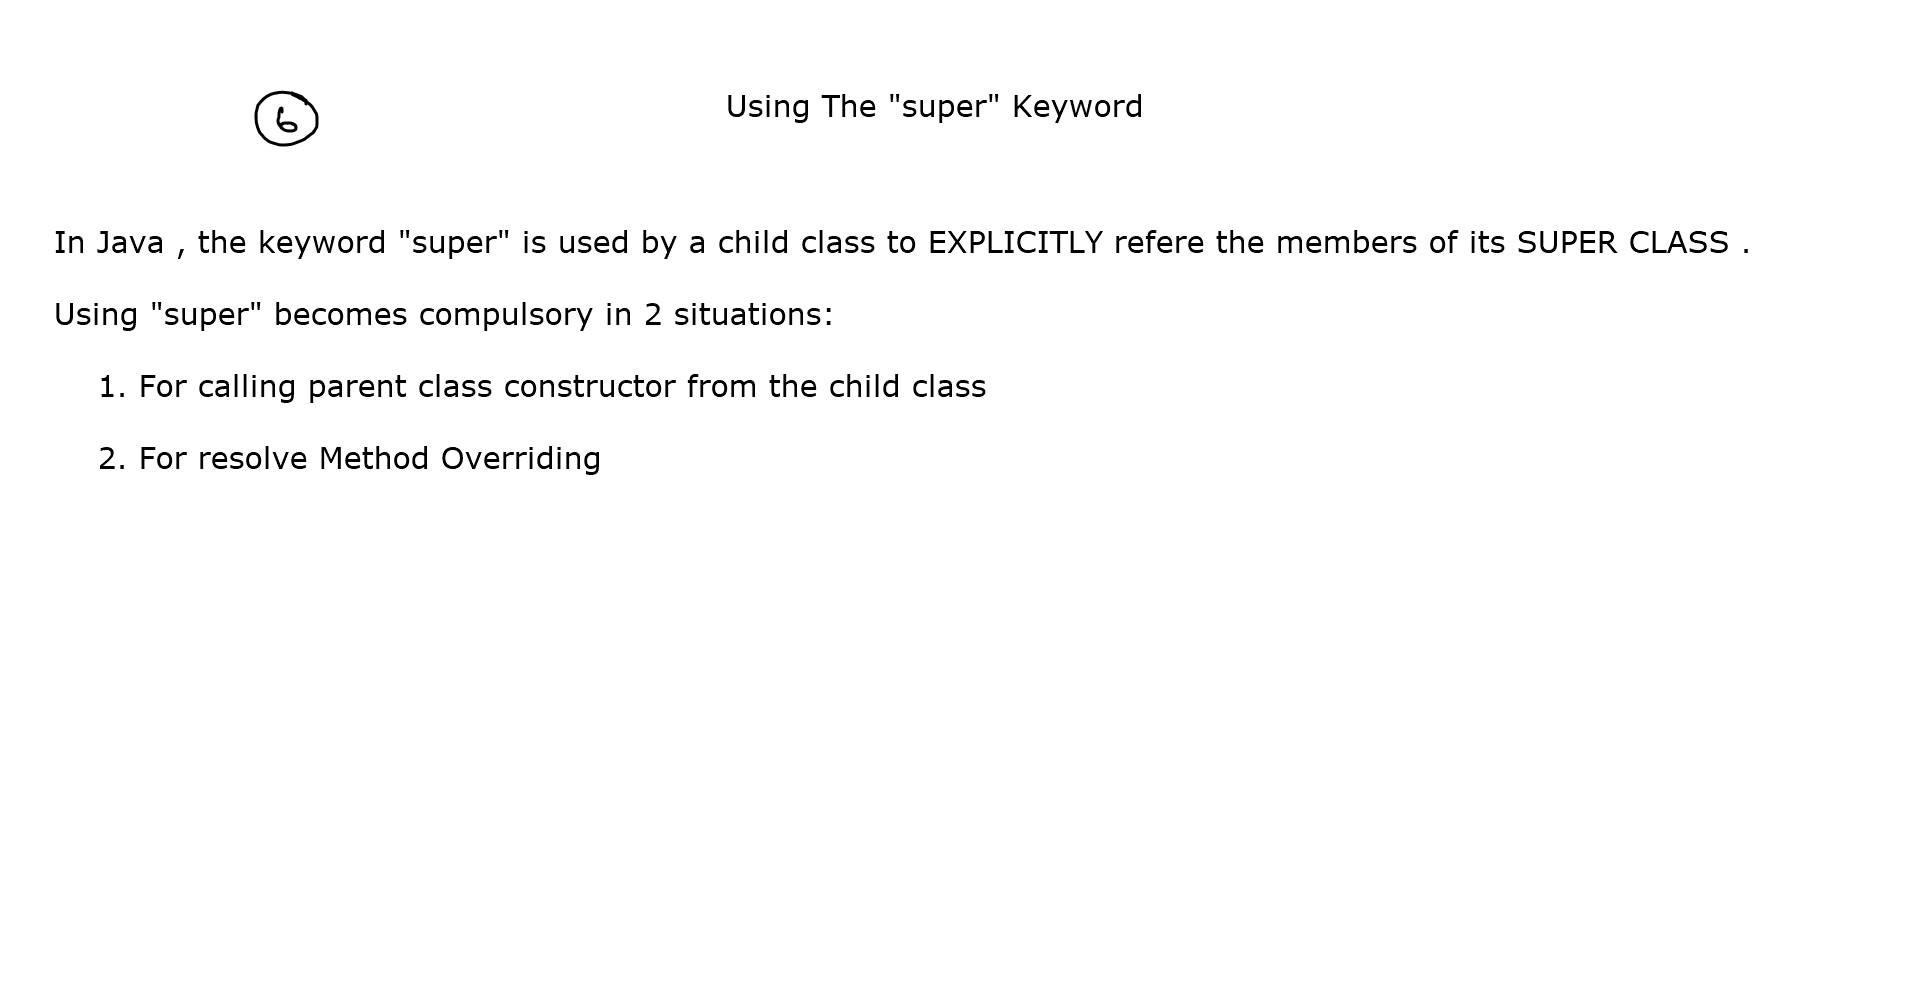 6
Using The "super" Keyword
In Java , the keyword "super" is used by a child class to EXPLICITLY refere the members of its SUPER CLASS .
Using "super" becomes compulsory in 2 situations:
1. For calling parent class constructor from the child class
2. For resolve Method Overriding